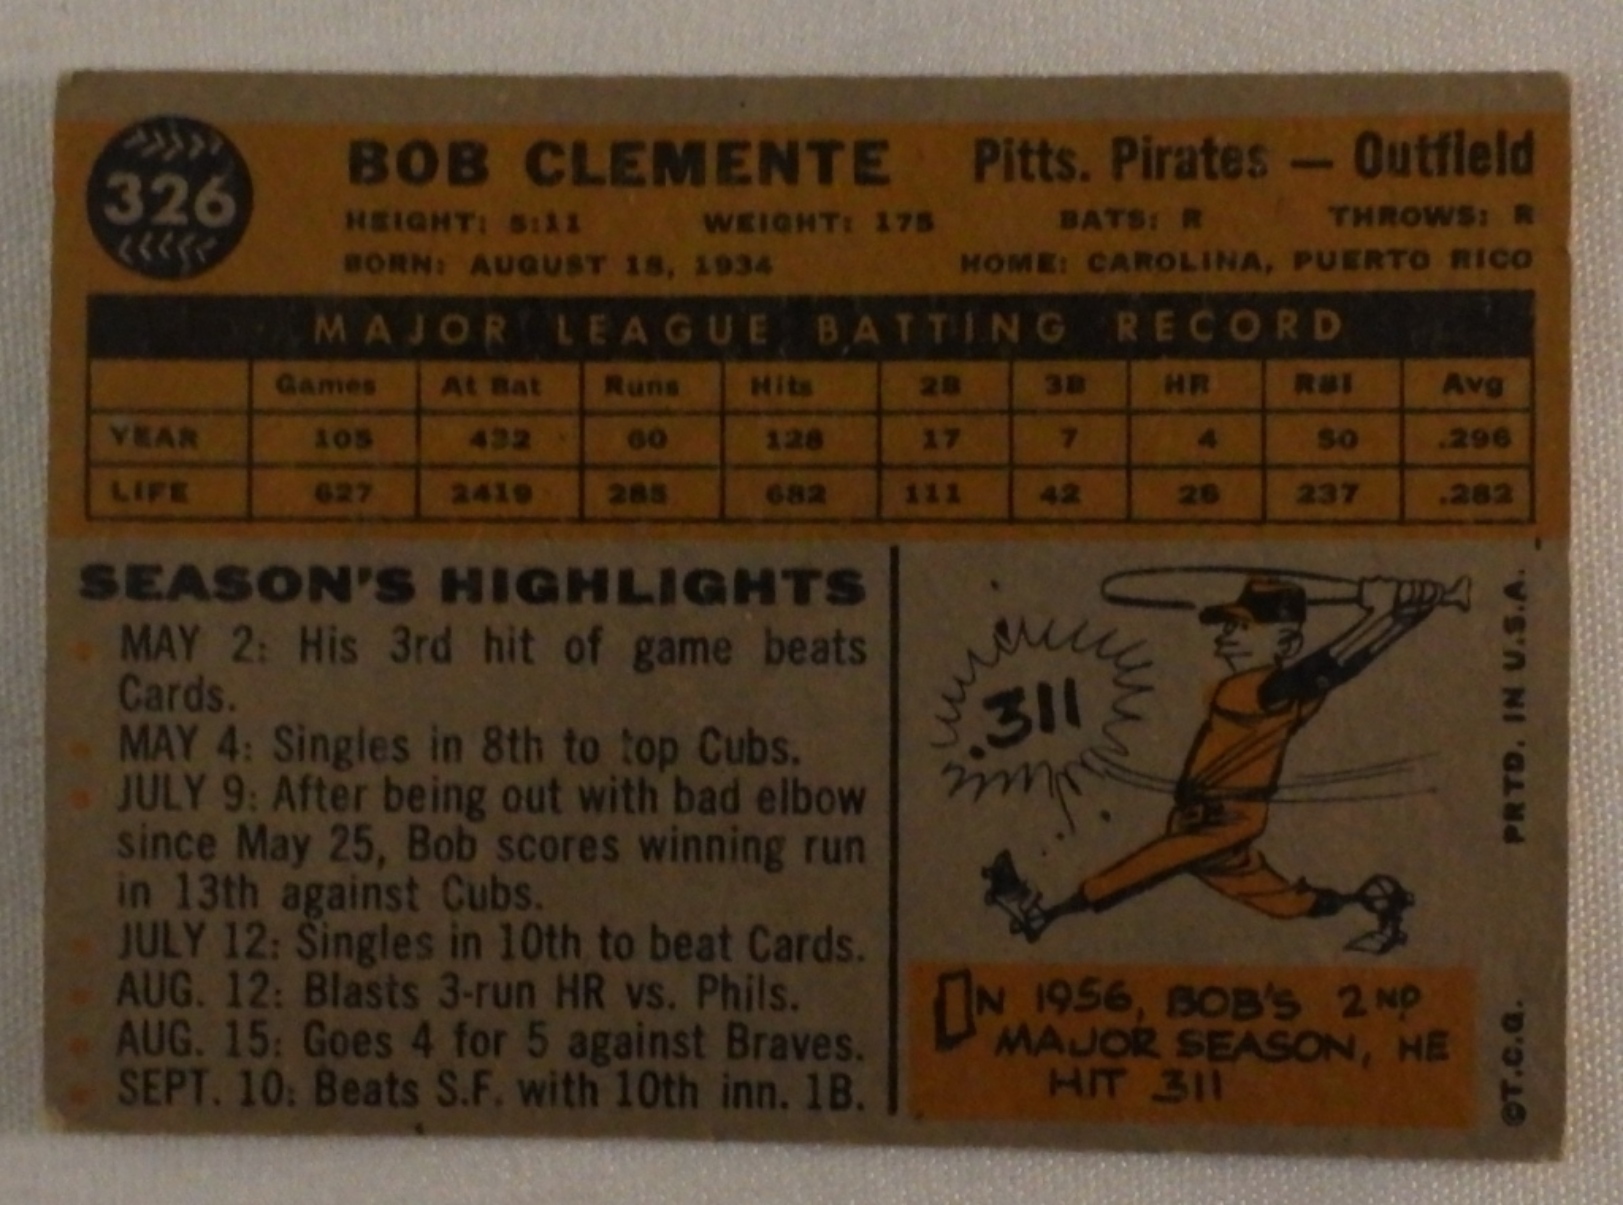 326
BOB CLEMENTE Pitts. Pirates — Outfield
HEIGHT: 5:11 WEIGHT: 175 BATS: R THROWS: R
BORN: AUGUST 18, 1934 HOME: CAROLINA, PUERTO RICO
MAJOR LEAGUE BATTING RECORD
Games At Bat Runs Hits 2B 3B HR RBI Avg
YEAR 105 432 60 128 17 7 4 50 .296
LIFE 627 2419 285 682 111 42 26 237 .282
SEASON'S HIGHLIGHTS
MAY 2: His 3rd hit of game beats
Cards.
MAY 4: Singles in 8th to top Cubs.
JULY 9: After being out with bad elbow
since May 25, Bob scores winning run
in 13th against Cubs.
JULY 12: Singles in 10th to beat Cards.
AUG. 12: Blasts 3-run HR vs. Phils.
AUG. 15: Goes 4 for 5 against Braves.
SEPT. 10: Beats S.F. with 10th inn. 1B.
.311
IN 1956, BOB'S 2ND
MAJOR SEASON, HE
HIT .311
©T.C.G. PRTD. IN U.S.A.